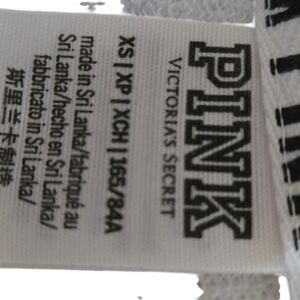 PINK
VICTORIA'S SECRET
XS | XP | XCH | 165/84A
made in Sri Lanka/fabriqué au
Sri Lanka/hecho en Sri Lanka/
fabbricato in Sri Lanka/
斯里兰卡制造